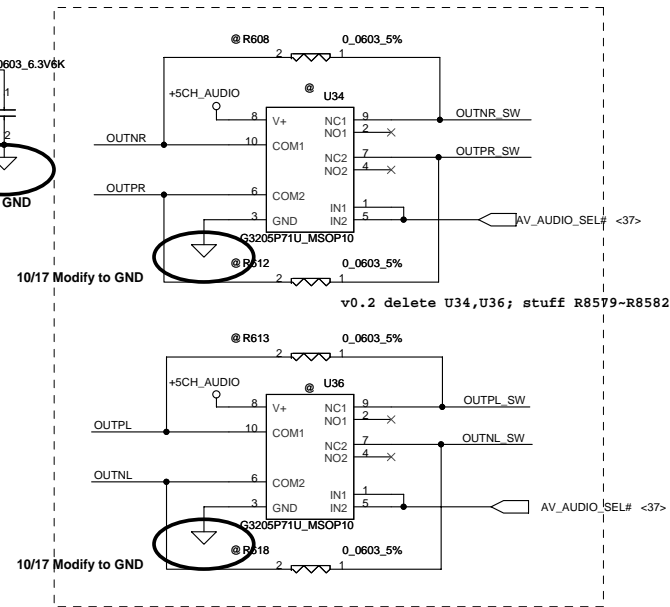 @ R608 0_0603_5%
2 1
0603_6.3V6K
1
2
GND
+5CH_AUDIO
@
U34
8 V+ NC1 9 OUTNR_SW
NO1 2
OUTNR 10 COM1
NC2 7 OUTPR_SW
NO2 4
OUTPR 6 COM2
IN1 1
3 GND IN2 5 AV_AUDIO_SEL# <37>
G3205P71U_MSOP10
@ R612 0_0603_5%
10/17 Modify to GND
2 1
v0.2 delete U34,U36; stuff R8579~R8582
@ R613 0_0603_5%
2 1
+5CH_AUDIO
@ U36
8 V+ NC1 9 OUTPL_SW
NO1 2
OUTPL 10 COM1
NC2 7 OUTNL_SW
NO2 4
OUTNL 6 COM2
IN1 1
3 GND IN2 5 AV_AUDIO_SEL# <37>
G3205P71U_MSOP10
@ R618 0_0603_5%
10/17 Modify to GND
2 1